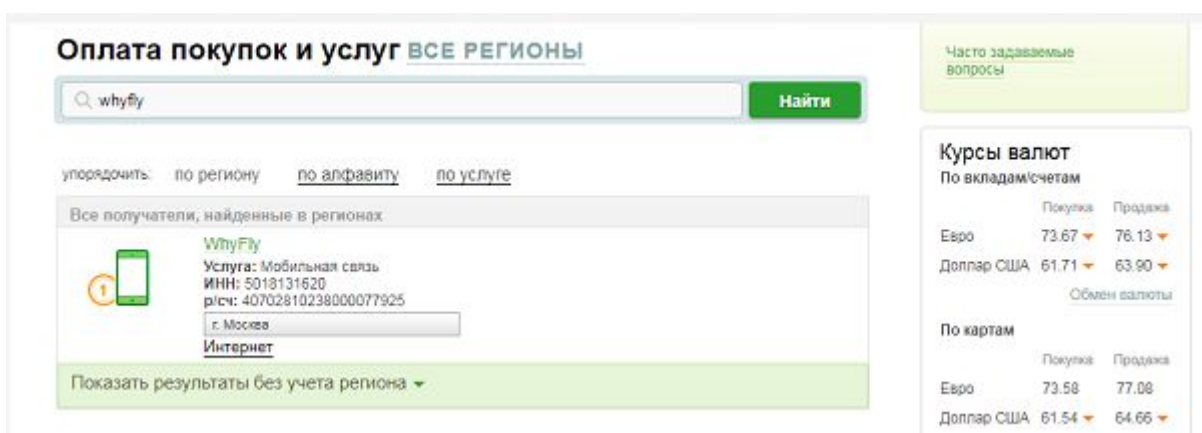 Оплата покупок и услуг ВСЕ РЕГИОНЫ
whyfly
Найти
упорядочить: по региону по алфавиту по услуге
Все получатели, найденные в регионах
WhyFly
Услуга: Мобильная связь
ИНН: 5018131620
р/сч: 40702810238000077925
г. Москва
Интернет
Показать результаты без учета региона
Часто задаваемые
вопросы
Курсы валют
По вкладам/счетам
Покупка Продажа
Евро 73.67 76.13
Доллар США 61.71 63.90
Обмен валюты
По картам
Покупка Продажа
Евро 73.58 77.08
Доллар США 61.54 64.66